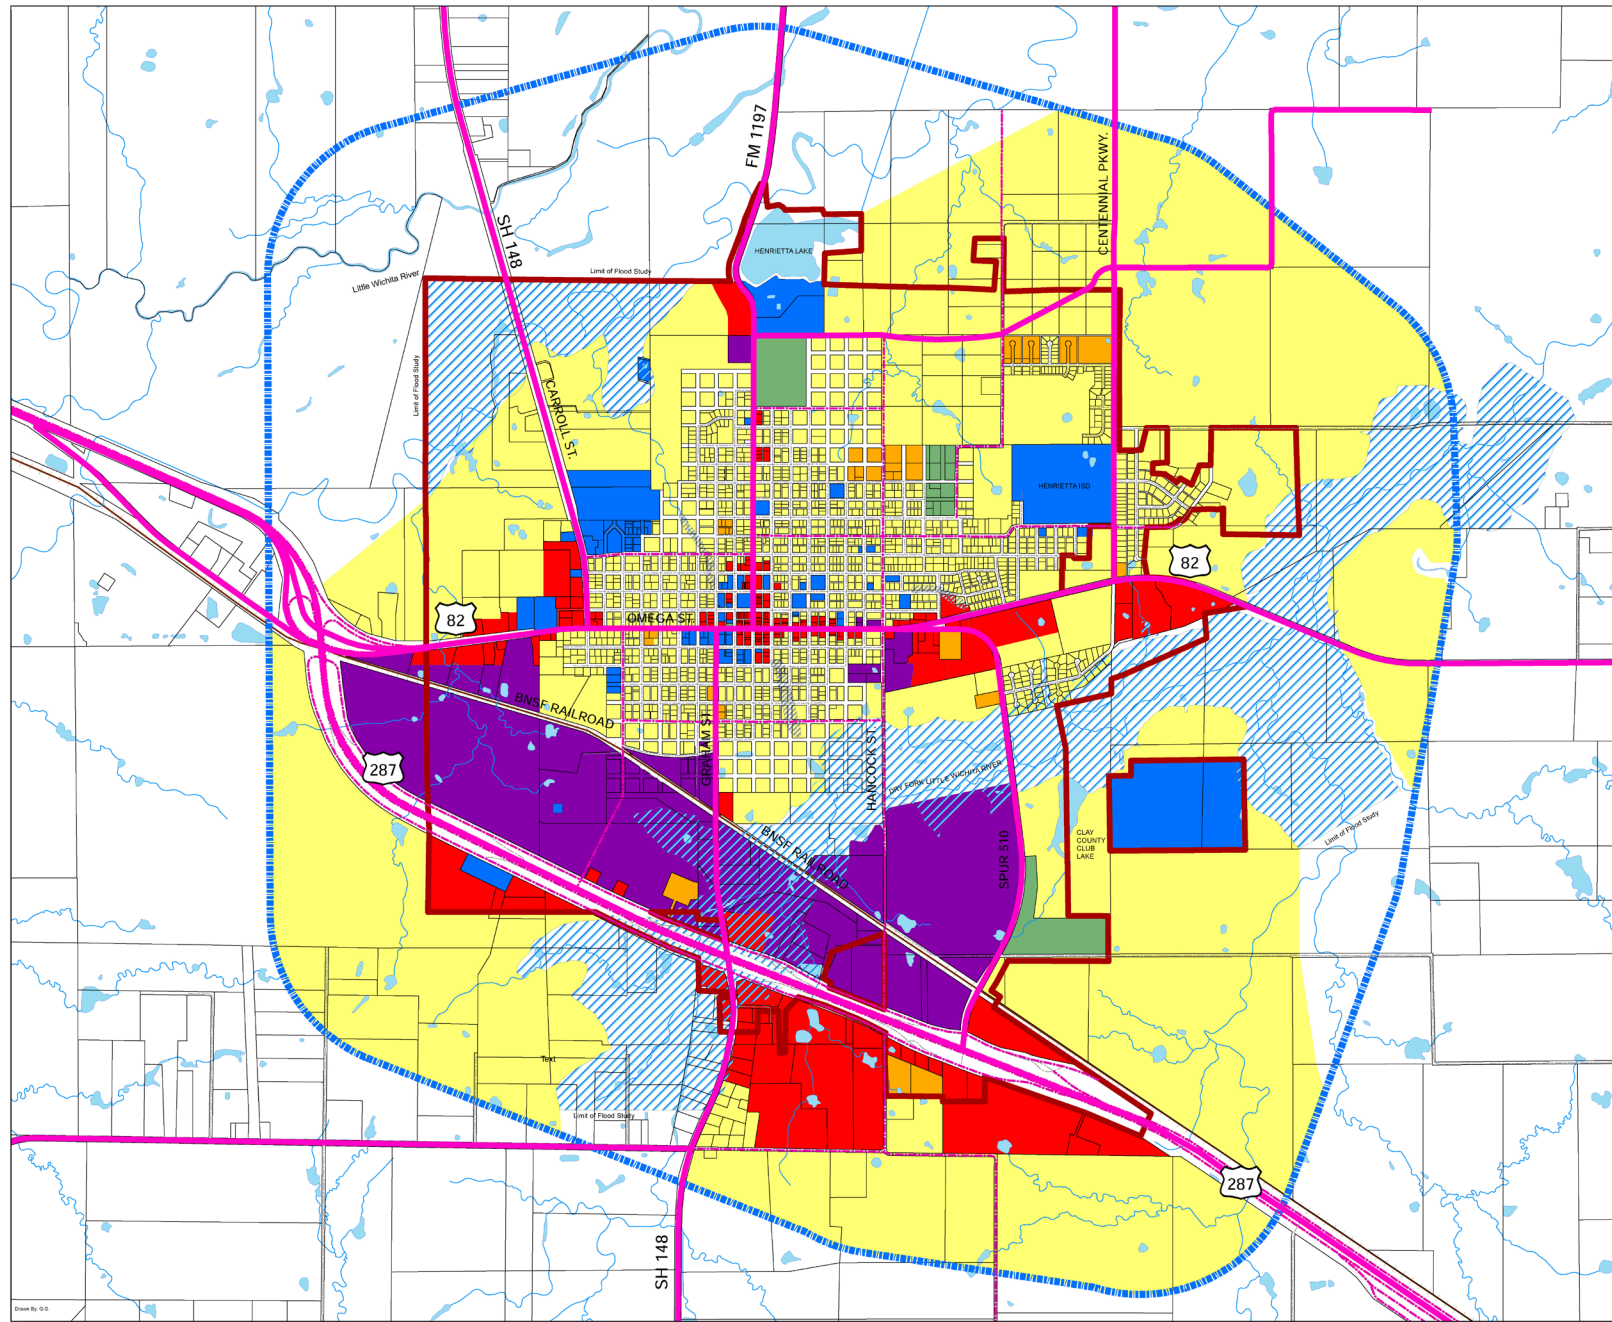 FM 1197
CENTENNIAL PKWY.
SH 148
HENRIETTA LAKE
Limit of Flood Study
Little Wichita River
Limit of Flood Study
CARROLL ST.
HENRIETTA ISD
82
82
OMEGA ST.
BNSF RAILROAD
GRAHAM ST.
HANCOCK ST.
287
DRY FORK LITTLE WICHITA RIVER
BNSF RAILROAD
SPUR 510
CLAY
COUNTY
CLUB
LAKE
Limit of Flood Study
Text
Limit of Flood Study
287
SH 148
Drawn By: G.G.